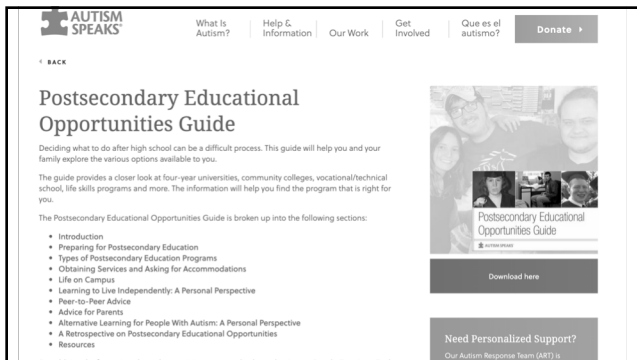 AUTISM
SPEAKS
What Is
Autism?
Help &
Information
Our Work
Get
Involved
Que es el
autismo?
Donate
BACK
Postsecondary Educational
Opportunities Guide
Deciding what to do after high school can be a difficult process. This guide will help you and your
family explore the various options available to you.
The guide provides a closer look at four-year universities, community colleges, vocational/technical
school, life skills programs and more. The information will help you find the program that is right for
you.
The Postsecondary Educational Opportunities Guide is broken up into the following sections:
• Introduction
• Preparing for Postsecondary Education
• Types of Postsecondary Education Programs
• Obtaining Services and Asking for Accommodations
• Life on Campus
• Learning to Live Independently: A Personal Perspective
• Peer-to-Peer Advice
• Advice for Parents
• Alternative Learning for People With Autism: A Personal Perspective
• A Retrospective on Postsecondary Educational Opportunities
• Resources
Postsecondary Educational
Opportunities Guide
AUTISM SPEAKS
Download here
Need Personalized Support?
Our Autism Response Team (ART) is